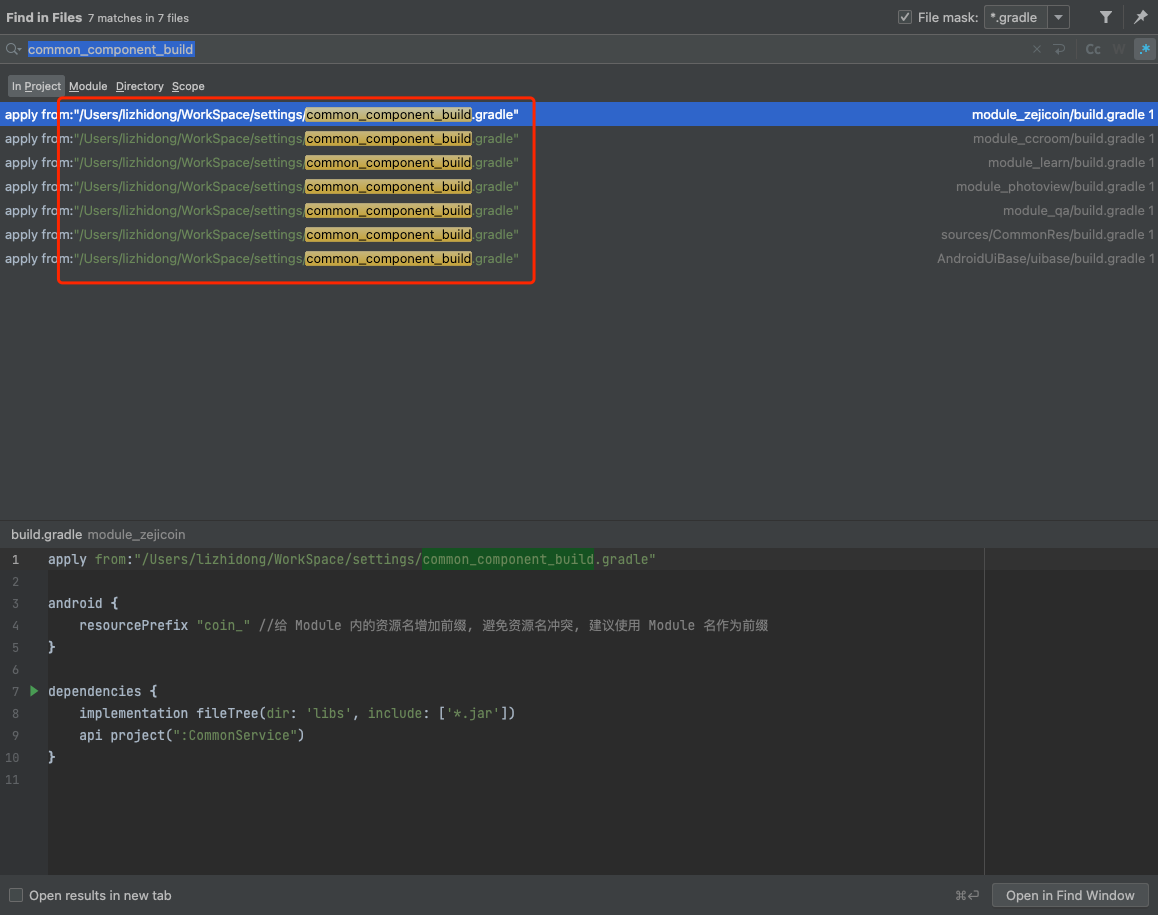 Find in Files 7 matches in 7 files File mask: *.gradle
common_component_build Cc W .*
In Project Module Directory Scope
apply from:"/Users/lizhidong/WorkSpace/settings/common_component_build.gradle" module_zejicoin/build.gradle 1
apply from:"/Users/lizhidong/WorkSpace/settings/common_component_build.gradle" module_ccroom/build.gradle 1
apply from:"/Users/lizhidong/WorkSpace/settings/common_component_build.gradle" module_learn/build.gradle 1
apply from:"/Users/lizhidong/WorkSpace/settings/common_component_build.gradle" module_photoview/build.gradle 1
apply from:"/Users/lizhidong/WorkSpace/settings/common_component_build.gradle" module_qa/build.gradle 1
apply from:"/Users/lizhidong/WorkSpace/settings/common_component_build.gradle" sources/CommonRes/build.gradle 1
apply from:"/Users/lizhidong/WorkSpace/settings/common_component_build.gradle" AndroidUiBase/uibase/build.gradle 1
build.gradle module_zejicoin
1 apply from:"/Users/lizhidong/WorkSpace/settings/common_component_build.gradle"
2
3 android {
4 resourcePrefix "coin_" //给 Module 内的资源名增加前缀, 避免资源名冲突, 建议使用 Module 名作为前缀
5 }
6
7 dependencies {
8 implementation fileTree(dir: 'libs', include: ['*.jar'])
9 api project(":CommonService")
10 }
11
Open results in new tab ⌘↩ Open in Find Window